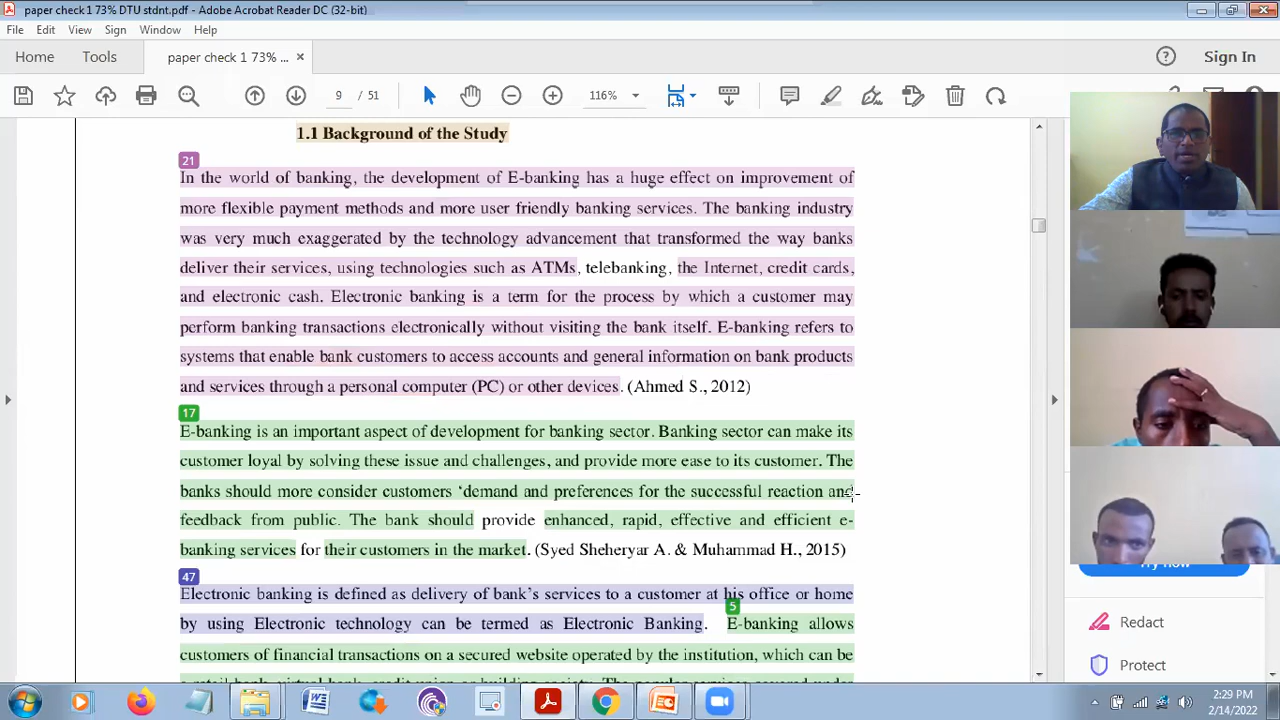 paper check 1 73% DTU stdnt.pdf - Adobe Acrobat Reader DC (32-bit)
File Edit View Sign Window Help
Home Tools paper check 1 73% ... × Sign In
9 / 51 116%
1.1 Background of the Study
21
In the world of banking, the development of E-banking has a huge effect on improvement of
more flexible payment methods and more user friendly banking services. The banking industry
was very much exaggerated by the technology advancement that transformed the way banks
deliver their services, using technologies such as ATMs, telebanking, the Internet, credit cards,
and electronic cash. Electronic banking is a term for the process by which a customer may
perform banking transactions electronically without visiting the bank itself. E-banking refers to
systems that enable bank customers to access accounts and general information on bank products
and services through a personal computer (PC) or other devices. (Ahmed S., 2012)
17
E-banking is an important aspect of development for banking sector. Banking sector can make its
customer loyal by solving these issue and challenges, and provide more ease to its customer. The
banks should more consider customers ‘demand and preferences for the successful reaction and
feedback from public. The bank should provide enhanced, rapid, effective and efficient e-
banking services for their customers in the market. (Syed Sheheryar A. & Muhammad H., 2015)
47
Electronic banking is defined as delivery of bank’s services to a customer at his office or home
5
by using Electronic technology can be termed as Electronic Banking. E-banking allows
customers of financial transactions on a secured website operated by the institution, which can be
Redact
Protect
2:29 PM
2/14/2022